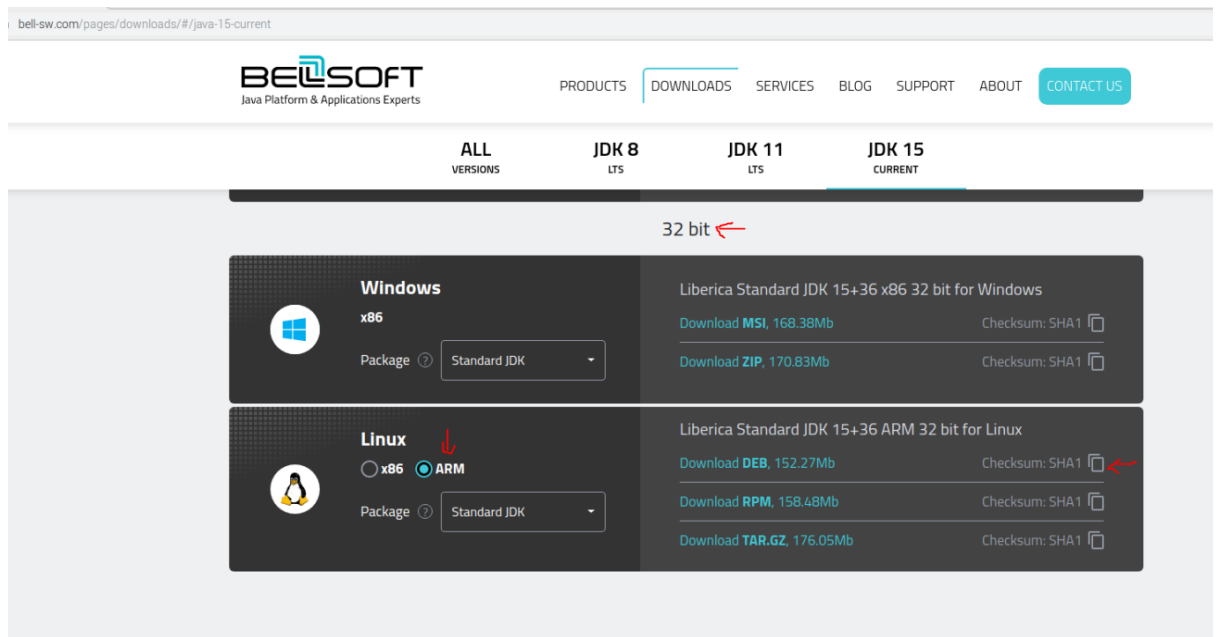 bell-sw.com/pages/downloads/#/java-15-current
BELLSOFT
Java Platform & Applications Experts
PRODUCTS DOWNLOADS SERVICES BLOG SUPPORT ABOUT CONTACT US
ALL JDK 8 JDK 11 JDK 15
VERSIONS LTS LTS CURRENT
32 bit
Windows
x86
Package ? Standard JDK
Liberica Standard JDK 15+36 x86 32 bit for Windows
Download MSI, 168.38Mb Checksum: SHA1
Download ZIP, 170.83Mb Checksum: SHA1
Linux
x86 ARM
Package ? Standard JDK
Liberica Standard JDK 15+36 ARM 32 bit for Linux
Download DEB, 152.27Mb Checksum: SHA1
Download RPM, 158.48Mb Checksum: SHA1
Download TAR.GZ, 176.05Mb Checksum: SHA1